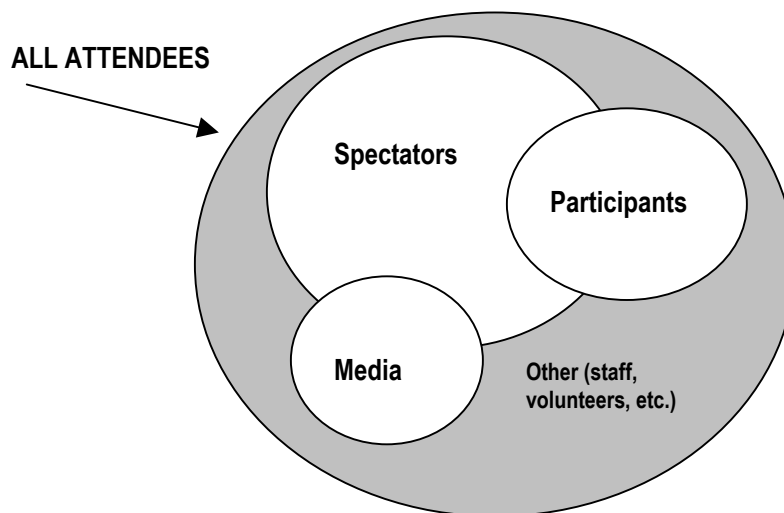 ALL ATTENDEES
Spectators
Participants
Media
Other (staff,
volunteers, etc.)